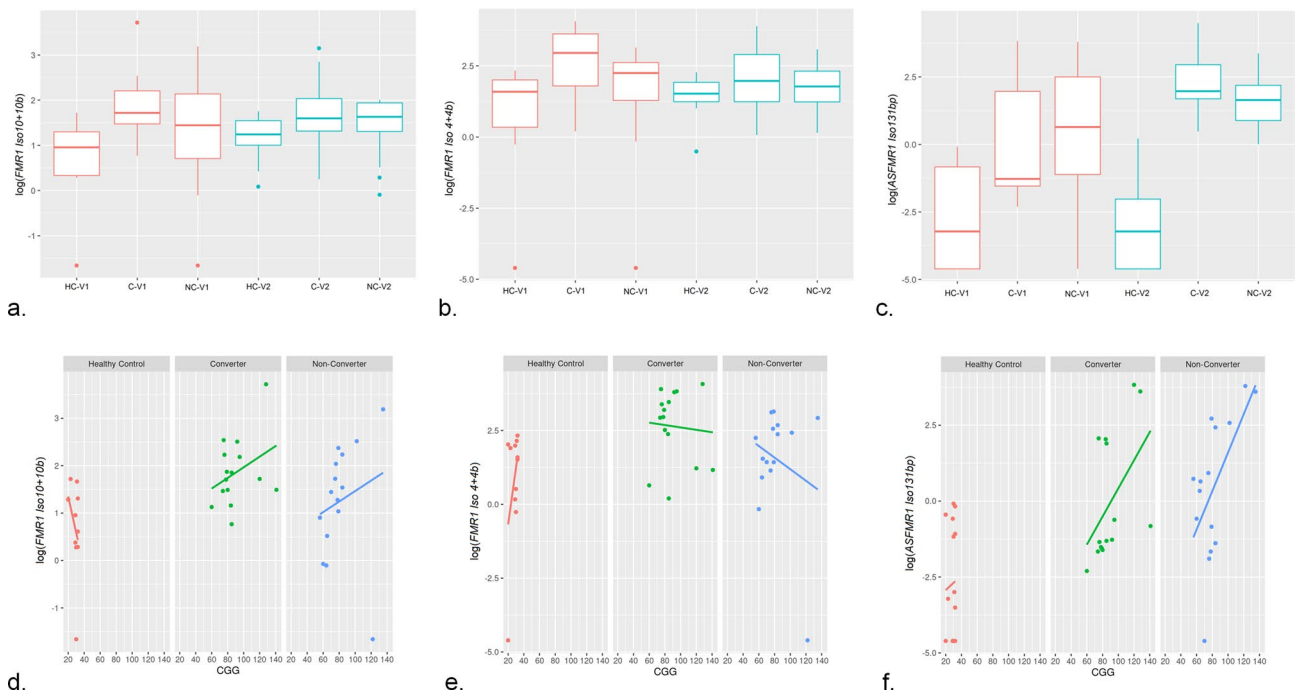 log(FMR1 Iso10+10b)
3
2
1
0
-1
HC-V1 C-V1 NC-V1 HC-V2 C-V2 NC-V2
a.
log(FMR1 Iso 4+4b)
2.5
0.0
-2.5
-5.0
HC-V1 C-V1 NC-V1 HC-V2 C-V2 NC-V2
b.
log(ASFMR1 Iso131bp)
2.5
0.0
-2.5
-5.0
HC-V1 C-V1 NC-V1 HC-V2 C-V2 NC-V2
c.
Healthy Control Converter Non-Converter
log(FMR1 Iso10+10b)
3
2
1
0
-1
20 40 60 80 100 120 140 20 40 60 80 100 120 140 20 40 60 80 100 120 140
CGG
d.
Healthy Control Converter Non-Converter
log(FMR1 Iso 4+4b)
2.5
0.0
-2.5
-5.0
20 40 60 80 100 120 140 20 40 60 80 100 120 140 20 40 60 80 100 120 140
CGG
e.
Healthy Control Converter Non-Converter
log(ASFMR1 Iso131bp)
2.5
0.0
-2.5
-5.0
20 40 60 80 100 120 140 20 40 60 80 100 120 140 20 40 60 80 100 120 140
CGG
f.